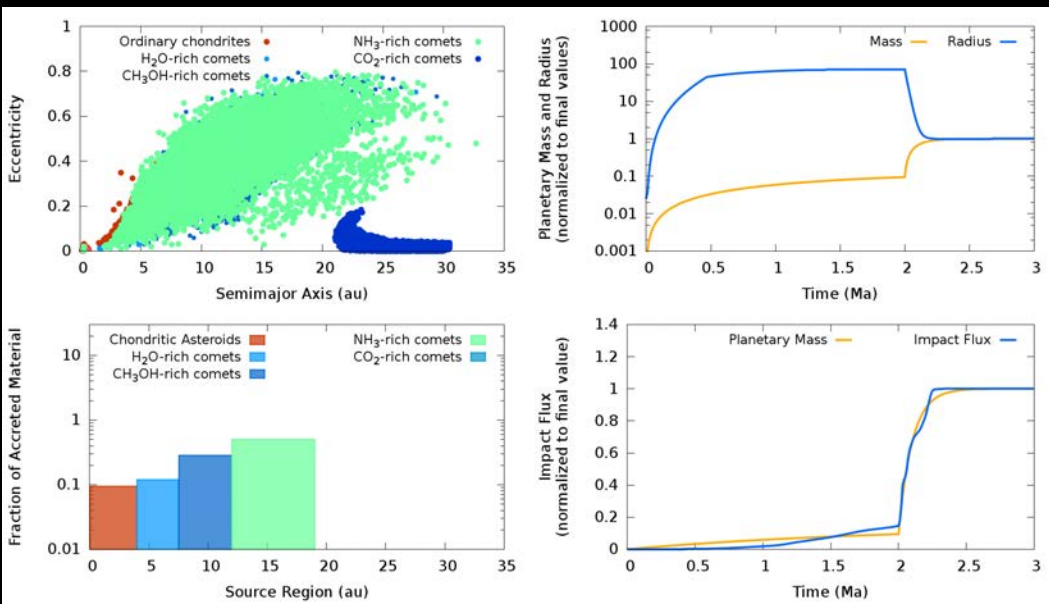 Ordinary chondrites
H₂O-rich comets
CH₃OH-rich comets
NH₃-rich comets
CO₂-rich comets
Eccentricity
1
0.8
0.6
0.4
0.2
0
0 5 10 15 20 25 30 35
Semimajor Axis (au)
Mass
Radius
Planetary Mass and Radius
(normalized to final values)
1000
100
10
1
0.1
0.01
0.001
0 0.5 1 1.5 2 2.5 3
Time (Ma)
Chondritic Asteroids
H₂O-rich comets
CH₃OH-rich comets
NH₃-rich comets
CO₂-rich comets
Fraction of Accreted Material
10
1
0.1
0.01
0 5 10 15 20 25 30 35
Source Region (au)
Planetary Mass
Impact Flux
Impact Flux
(normalized to final value)
1.4
1.2
1
0.8
0.6
0.4
0.2
0
0 0.5 1 1.5 2 2.5 3
Time (Ma)